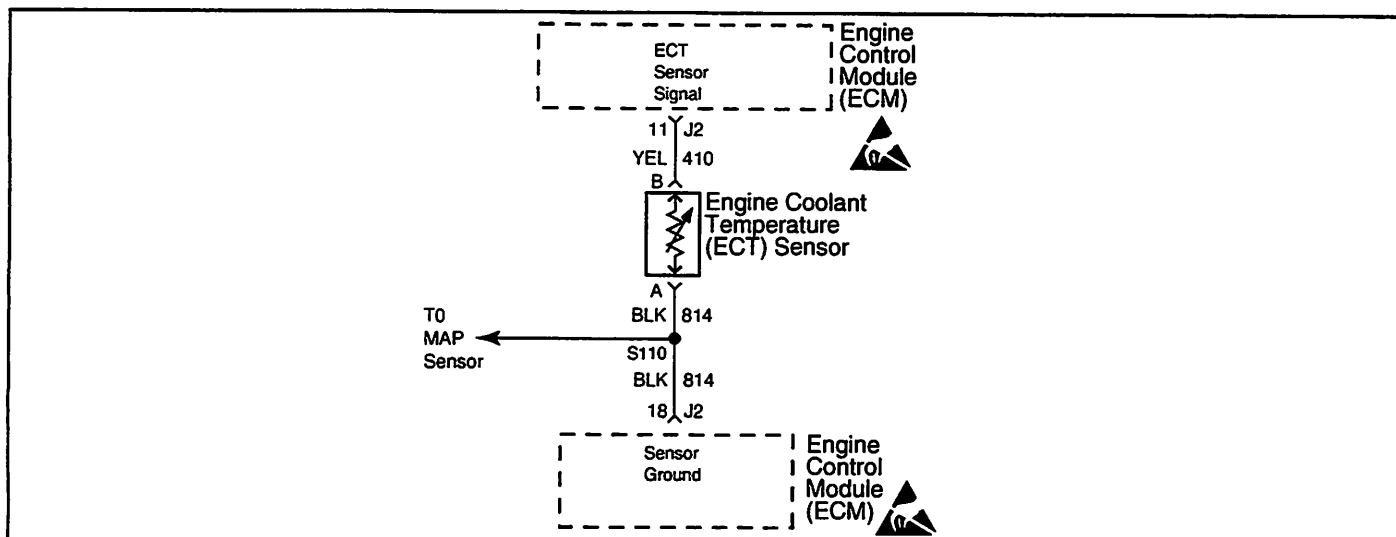 ECT
Sensor
Signal
Engine
Control
Module
(ECM)
11 J2
YEL 410
B
Engine Coolant
Temperature
(ECT) Sensor
A
BLK 814
T0
MAP
Sensor
S110
BLK 814
18 J2
Sensor
Ground
Engine
Control
Module
(ECM)